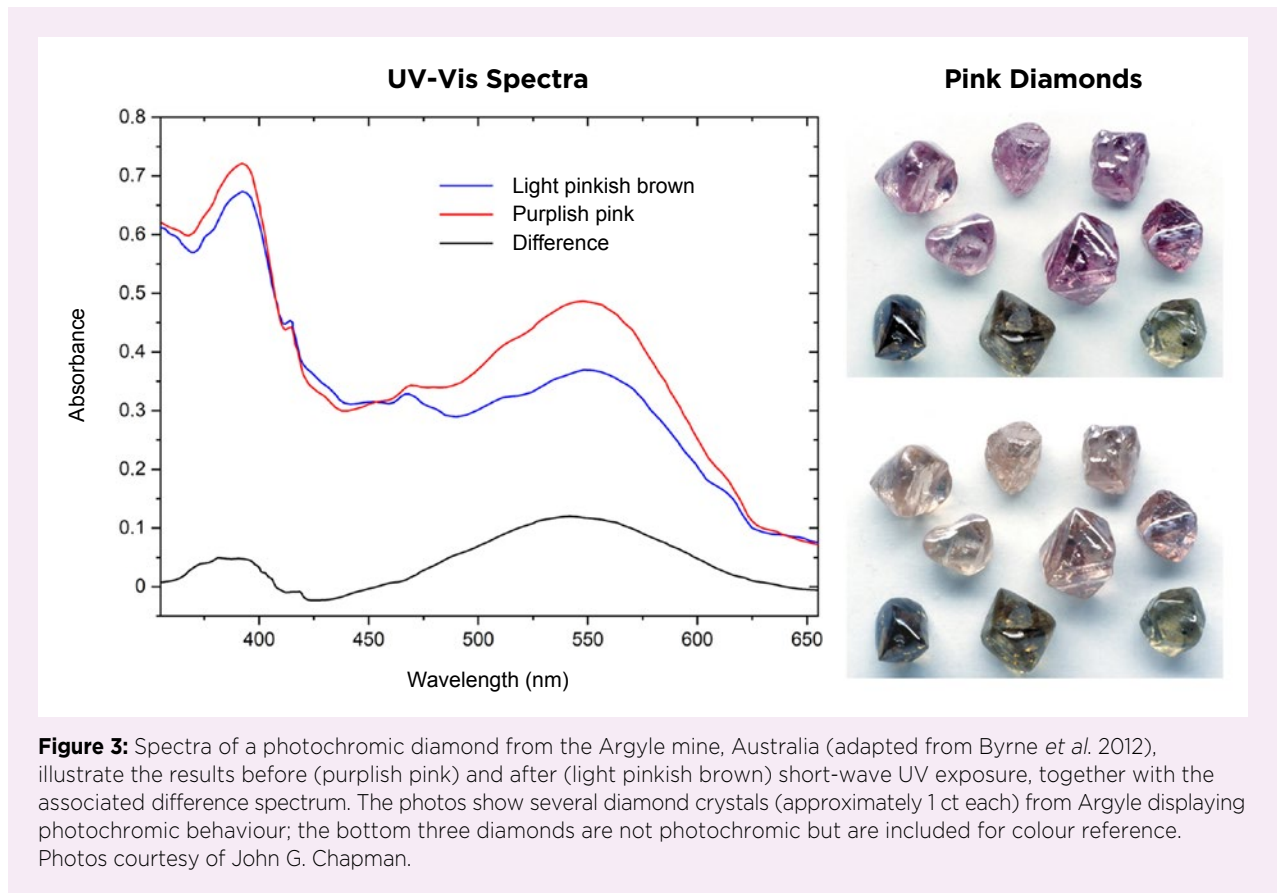 UV-Vis Spectra
Pink Diamonds
0.8
0.7
0.6
0.5
0.4
0.3
0.2
0.1
0
Absorbance
Light pinkish brown
Purplish pink
Difference
400 450 500 550 600 650
Wavelength (nm)
Figure 3: Spectra of a photochromic diamond from the Argyle mine, Australia (adapted from Byrne et al. 2012),
illustrate the results before (purplish pink) and after (light pinkish brown) short-wave UV exposure, together with the
associated difference spectrum. The photos show several diamond crystals (approximately 1 ct each) from Argyle displaying
photochromic behaviour; the bottom three diamonds are not photochromic but are included for colour reference.
Photos courtesy of John G. Chapman.